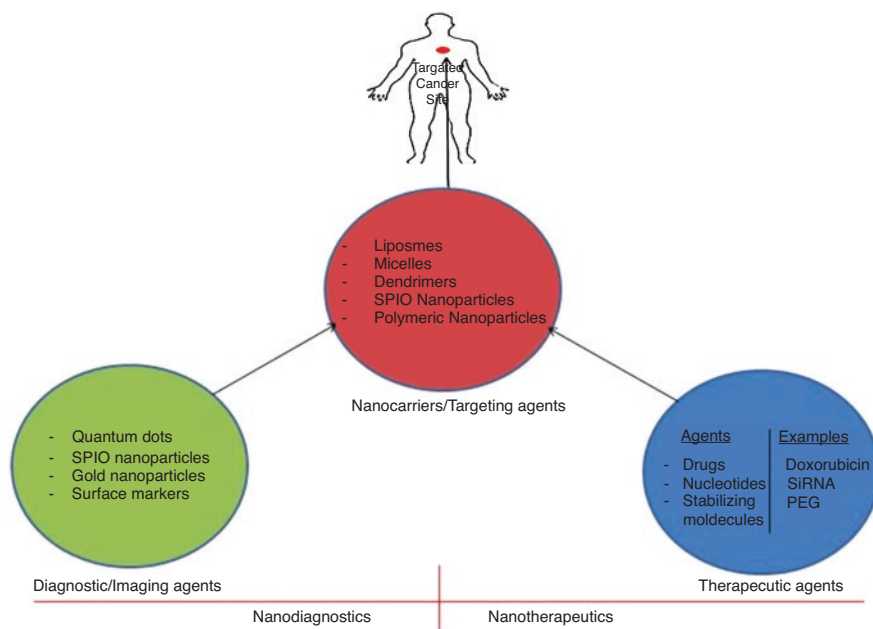 Targated
Cancer
Site
- Liposmes
- Micelles
- Dendrimers
- SPIO Nanoparticles
- Polymeric Nanoparticles
Nanocarriers/Targeting agents
- Quantum dots
- SPIO nanoparticles
- Gold nanoparticles
- Surface markers
Diagnostic/Imaging agents
Agents Examples
- Drugs Doxorubicin
- Nucleotides SiRNA
- Stabilizing PEG
moldecules
Therapecutic agents
Nanodiagnostics Nanotherapeutics